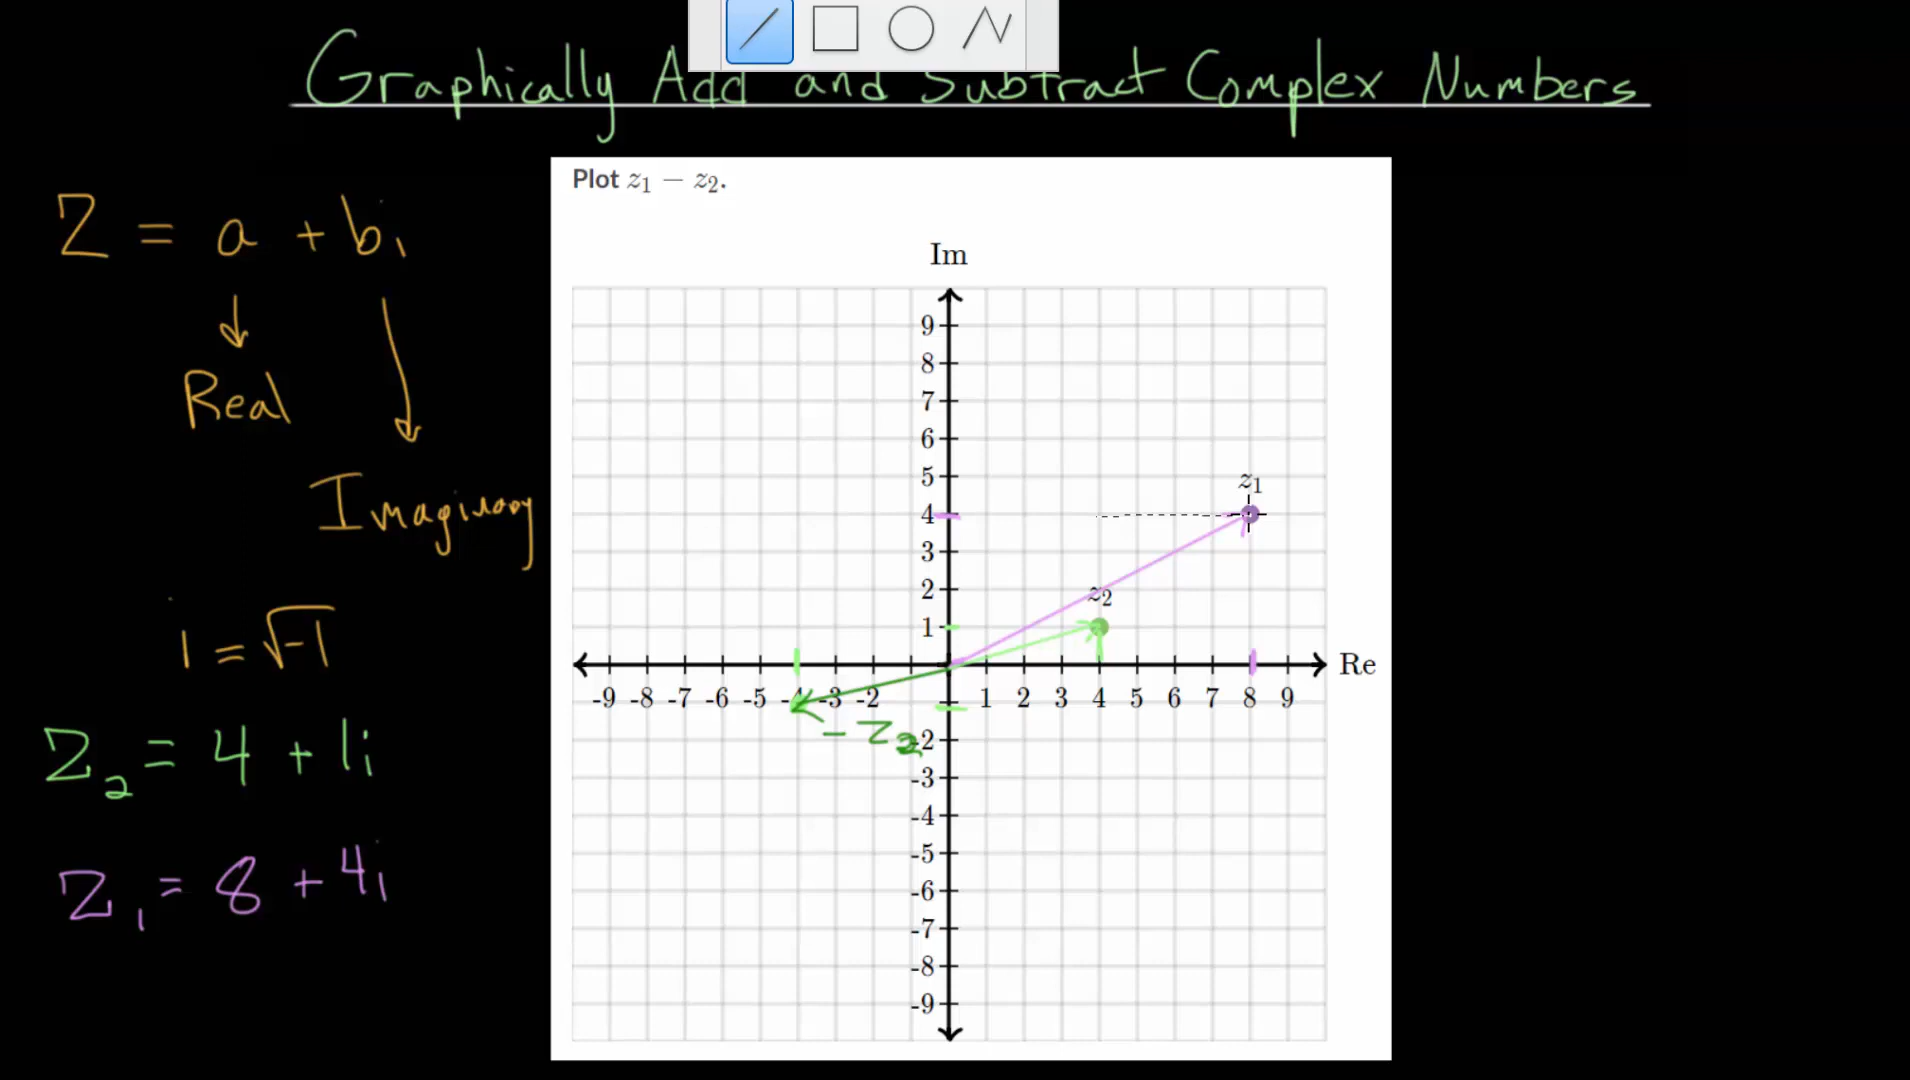 Graphically Add and Subtract Complex Numbers
Z = a + bi
Real
Imaginary
i = √-1
Z₂ = 4 + 1i
Z₁ = 8 + 4i
Plot z₁ − z₂.
Im
9
8
7
6
5
z₁
4
3
2
z₂
1
Re
-9 -8 -7 -6 -5 -4 -3 -2 1 2 3 4 5 6 7 8 9
-Z₂
-2
-3
-4
-5
-6
-7
-8
-9